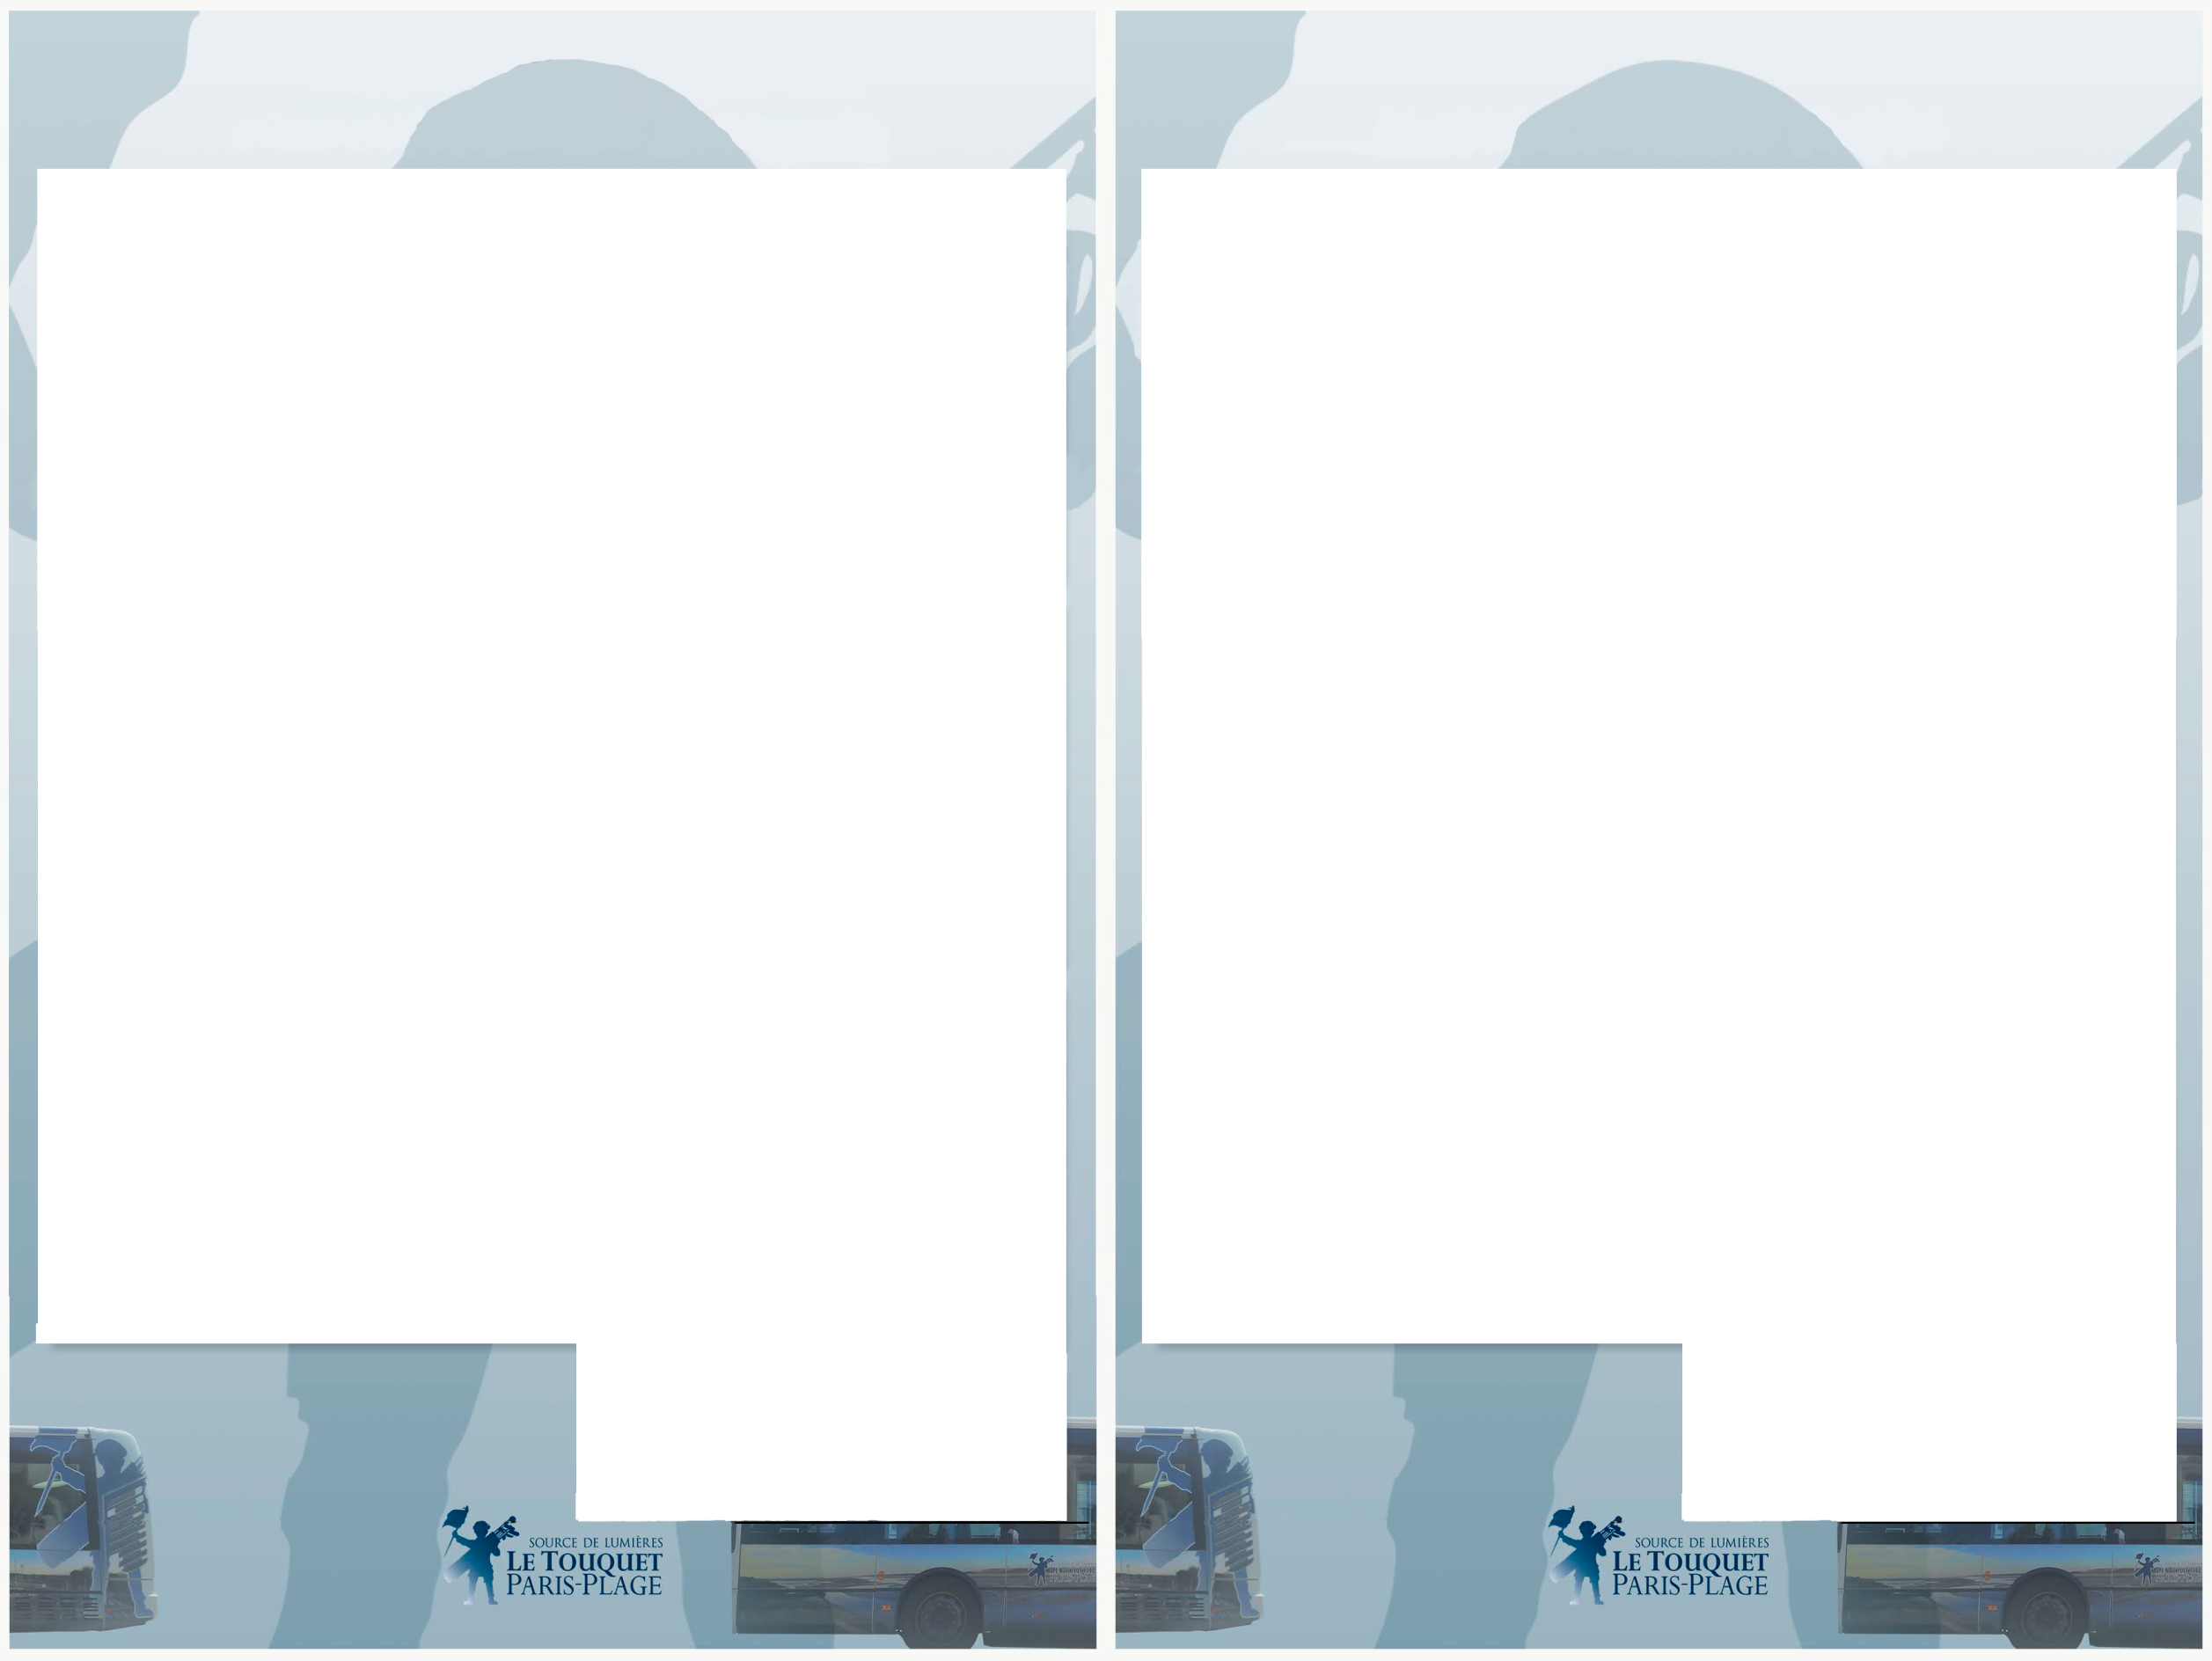 SOURCE DE LUMIÈRES
LE TOUQUET
PARIS-PLAGE
SOURCE DE LUMIÈRES
LE TOUQUET
PARIS-PLAGE